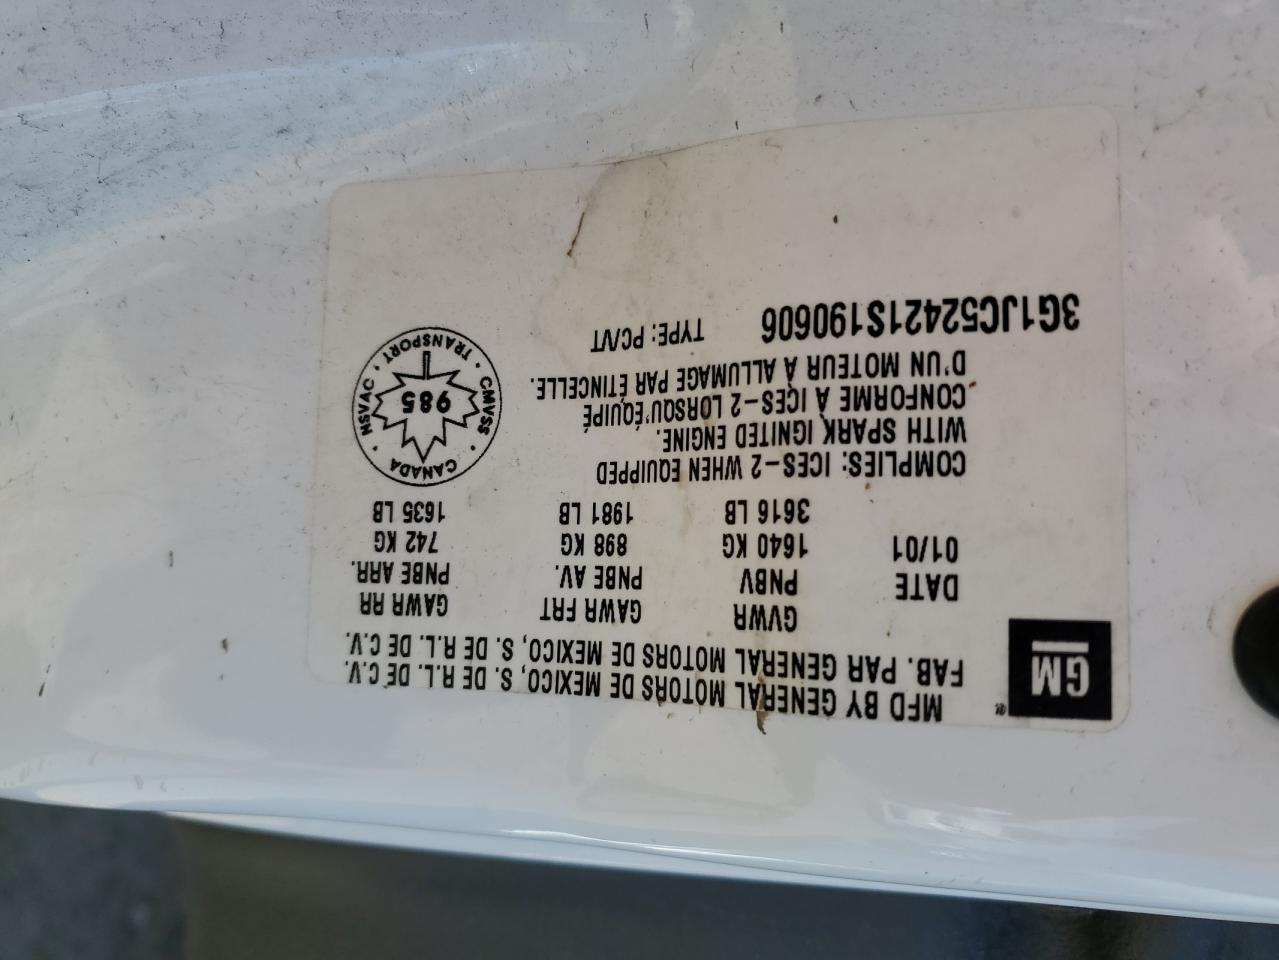 GM ®
MFD BY GENERAL MOTORS DE MEXICO, S. DE R.L. DE C.V.
FAB. PAR GENERAL MOTORS DE MEXICO, S. DE R.L. DE C.V.
DATE GVWR GAWR FRT GAWR RR
PNBV PNBE AV. PNBE ARR.
01/01 1640 KG 898 KG 742 KG
3616 LB 1981 LB 1635 LB
COMPLIES: ICES-2 WHEN EQUIPPED
WITH SPARK IGNITED ENGINE.
CONFORME À ICES-2 LORSQU'ÉQUIPÉ
D'UN MOTEUR À ALLUMAGE PAR ÉTINCELLE.
3G1JC52421S190606 TYPE: PC/VT
CANADA · CMVSS · TRANSPORT · NSVAC ·
985